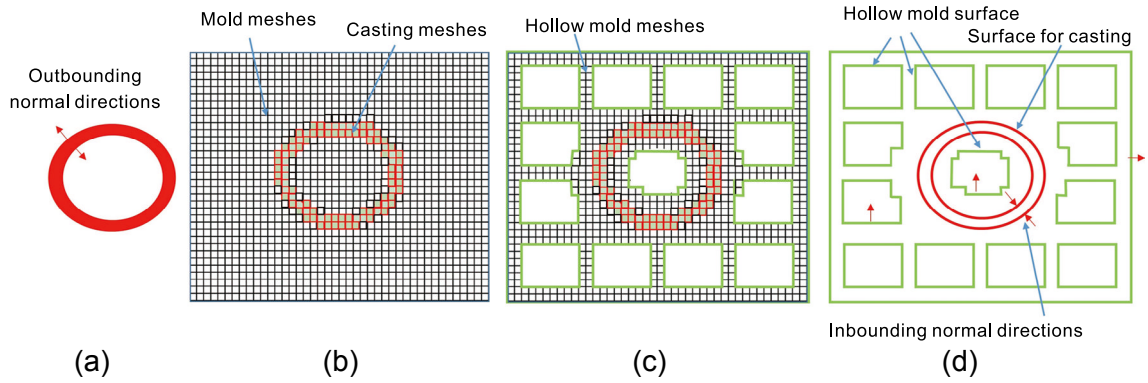 Outbounding
normal directions
(a)
Mold meshes
Casting meshes
(b)
Hollow mold meshes
(c)
Hollow mold surface
Surface for casting
Inbounding normal directions
(d)